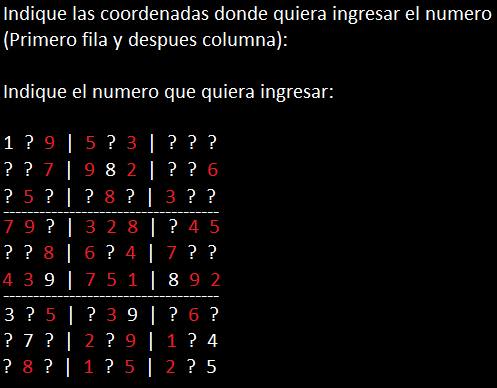 Indique las coordenadas donde quiera ingresar el numero
(Primero fila y despues columna):
Indique el numero que quiera ingresar:
1 ? 9 | 5 ? 3 | ? ? ?
? ? 7 | 9 8 2 | ? ? 6
? 5 ? | ? 8 ? | 3 ? ?
7 9 ? | 3 2 8 | ? 4 5
? ? 8 | 6 ? 4 | 7 ? ?
4 3 9 | 7 5 1 | 8 9 2
3 ? 5 | ? 3 9 | ? 6 ?
? 7 ? | 2 ? 9 | 1 ? 4
? 8 ? | 1 ? 5 | 2 ? 5